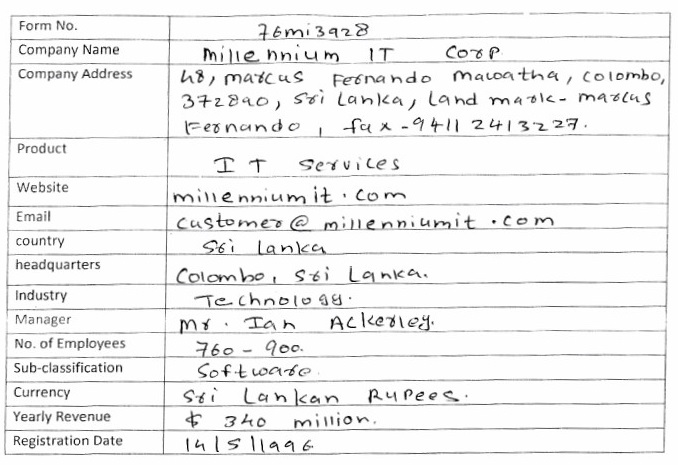 Form No. 76mi3928
Company Name Millennium IT Corp
Company Address 48, marcus Fernando mawatha, colombo,
372890, Sri Lanka, Land mark- marcus
Fernando, fax -9411 2413227.
Product IT Services
Website millenniumit.com
Email customer@millenniumit.com
country Sri Lanka
headquarters Colombo, Sri Lanka.
Industry Technology.
Manager Mr. Ian Ackerley.
No. of Employees 760 - 900.
Sub-classification Software.
Currency Sri Lankan Rupees.
Yearly Revenue $ 340 million.
Registration Date 14/5/1996